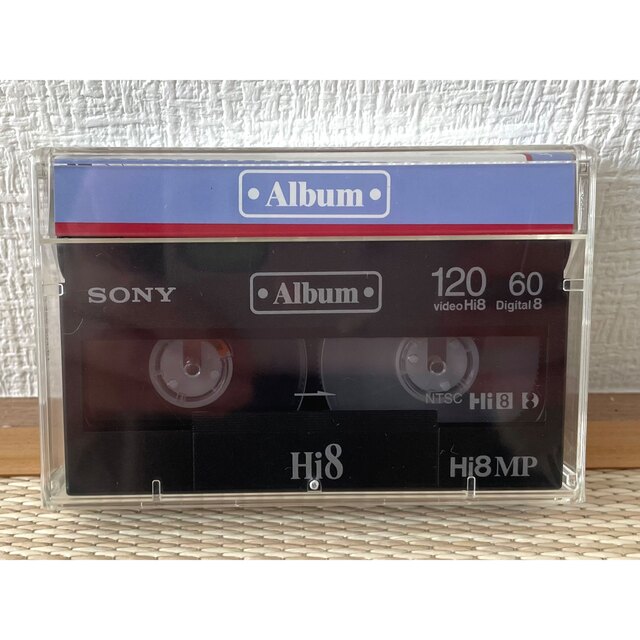 • Album •
SONY
• Album •
120 60
video Hi8 Digital 8
NTSC Hi8
Hi8
Hi8 MP